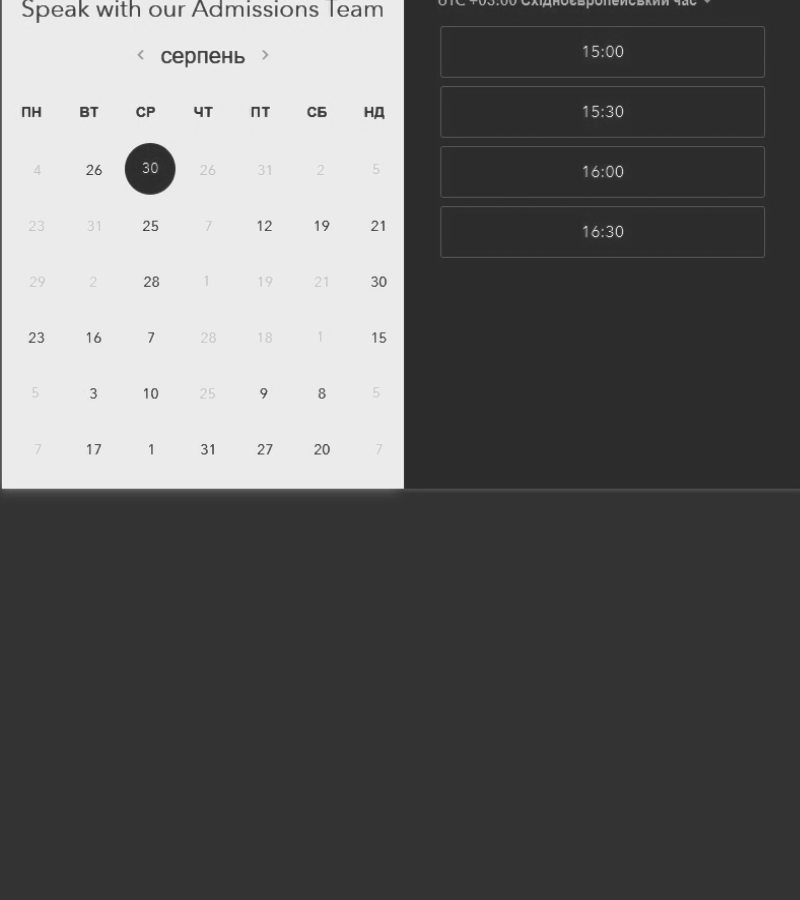 Speak with our Admissions Team
< серпень >
ПН ВТ СР ЧТ ПТ СБ НД
4 26 30 26 31 2 5
23 31 25 7 12 19 21
29 2 28 1 19 21 30
23 16 7 28 18 1 15
5 3 10 25 9 8 5
7 17 1 31 27 20 7
UTC +03:00 Східноєвропейський час
15:00
15:30
16:00
16:30